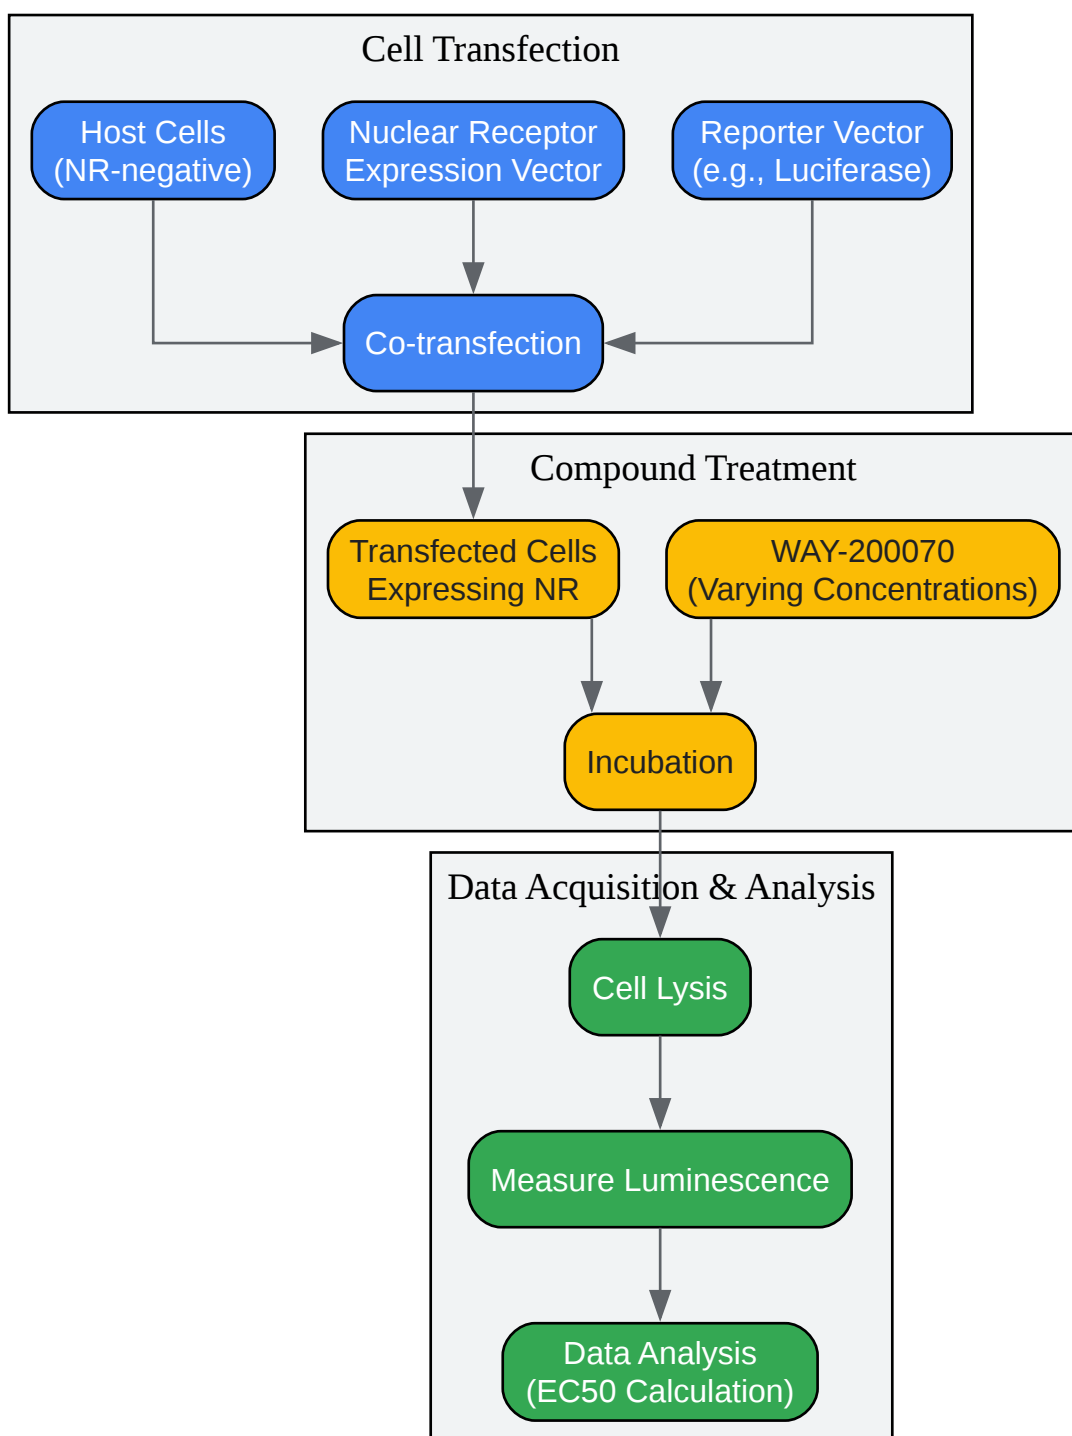 Cell Transfection
Host Cells
(NR-negative)
Nuclear Receptor
Expression Vector
Reporter Vector
(e.g., Luciferase)
Co-transfection
Compound Treatment
Transfected Cells
Expressing NR
WAY-200070
(Varying Concentrations)
Incubation
Data Acquisition & Analysis
Cell Lysis
Measure Luminescence
Data Analysis
(EC50 Calculation)